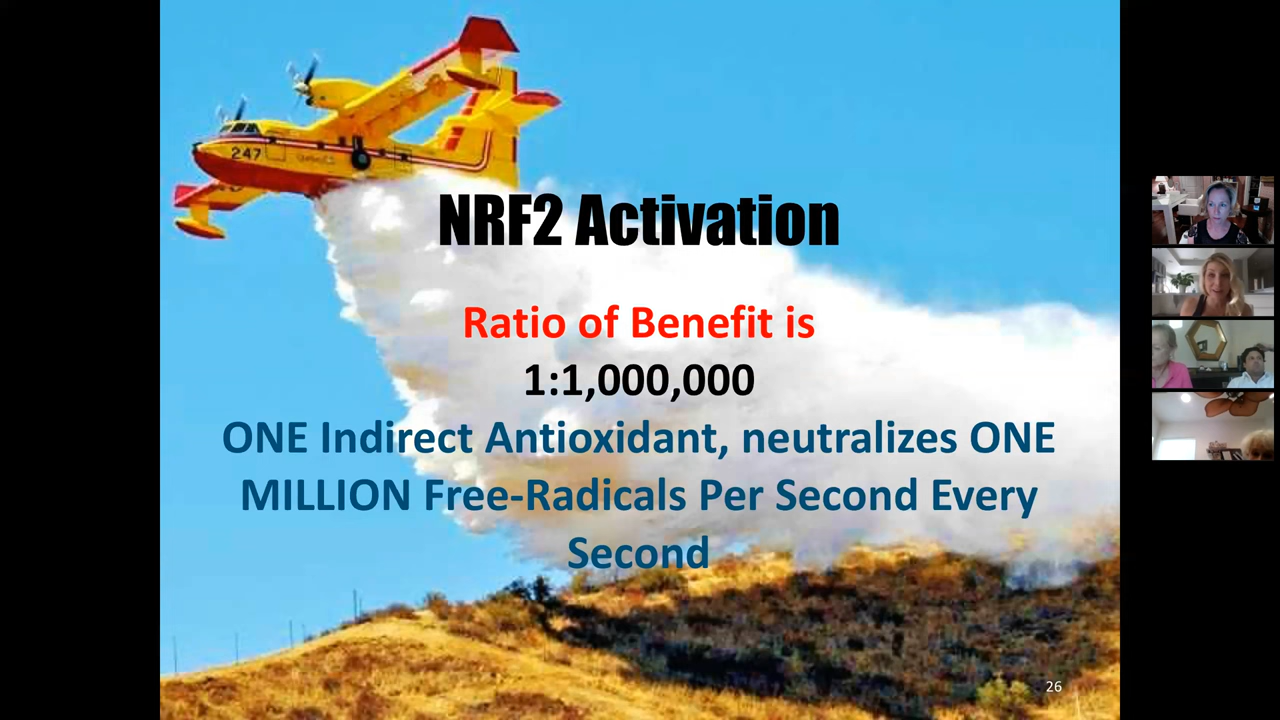 247
NRF2 Activation
Ratio of Benefit is
1:1,000,000
ONE Indirect Antioxidant, neutralizes ONE
MILLION Free-Radicals Per Second Every
Second
26